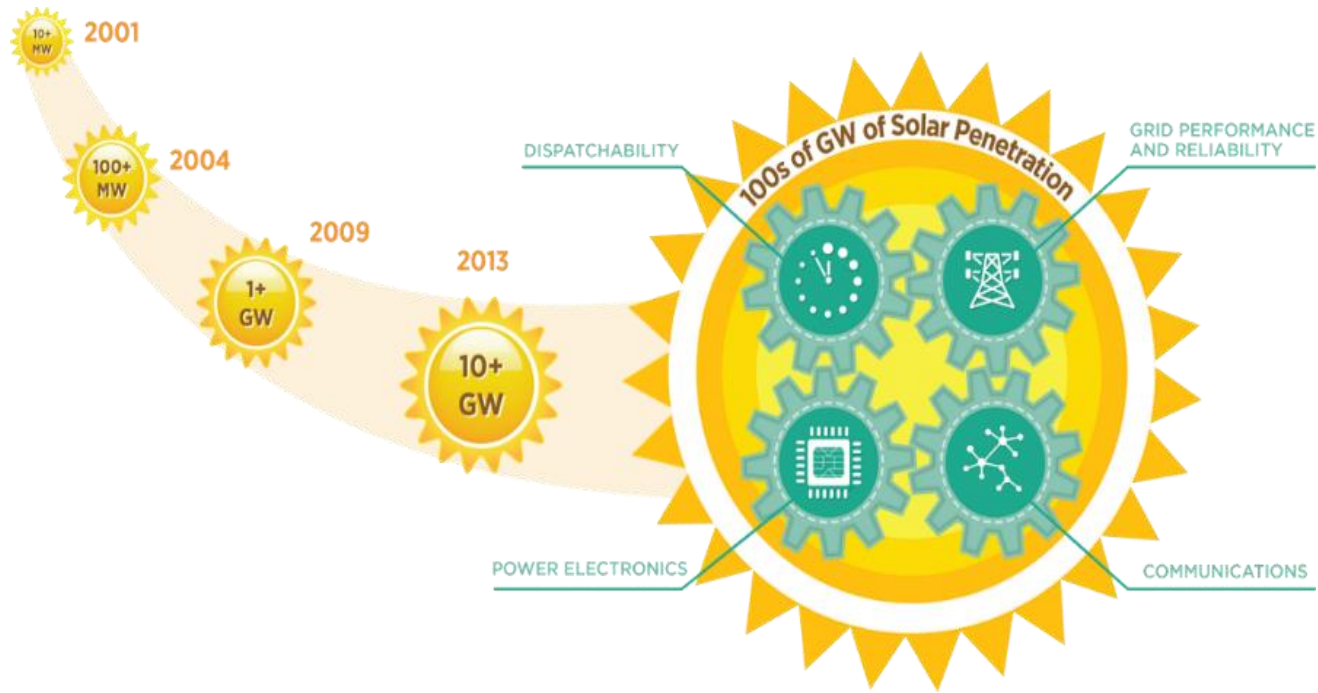 10+
MW
2001
100+
MW
2004
1+
GW
2009
10+
GW
2013
100s of GW of Solar Penetration
DISPATCHABILITY
GRID PERFORMANCE
AND RELIABILITY
POWER ELECTRONICS
COMMUNICATIONS